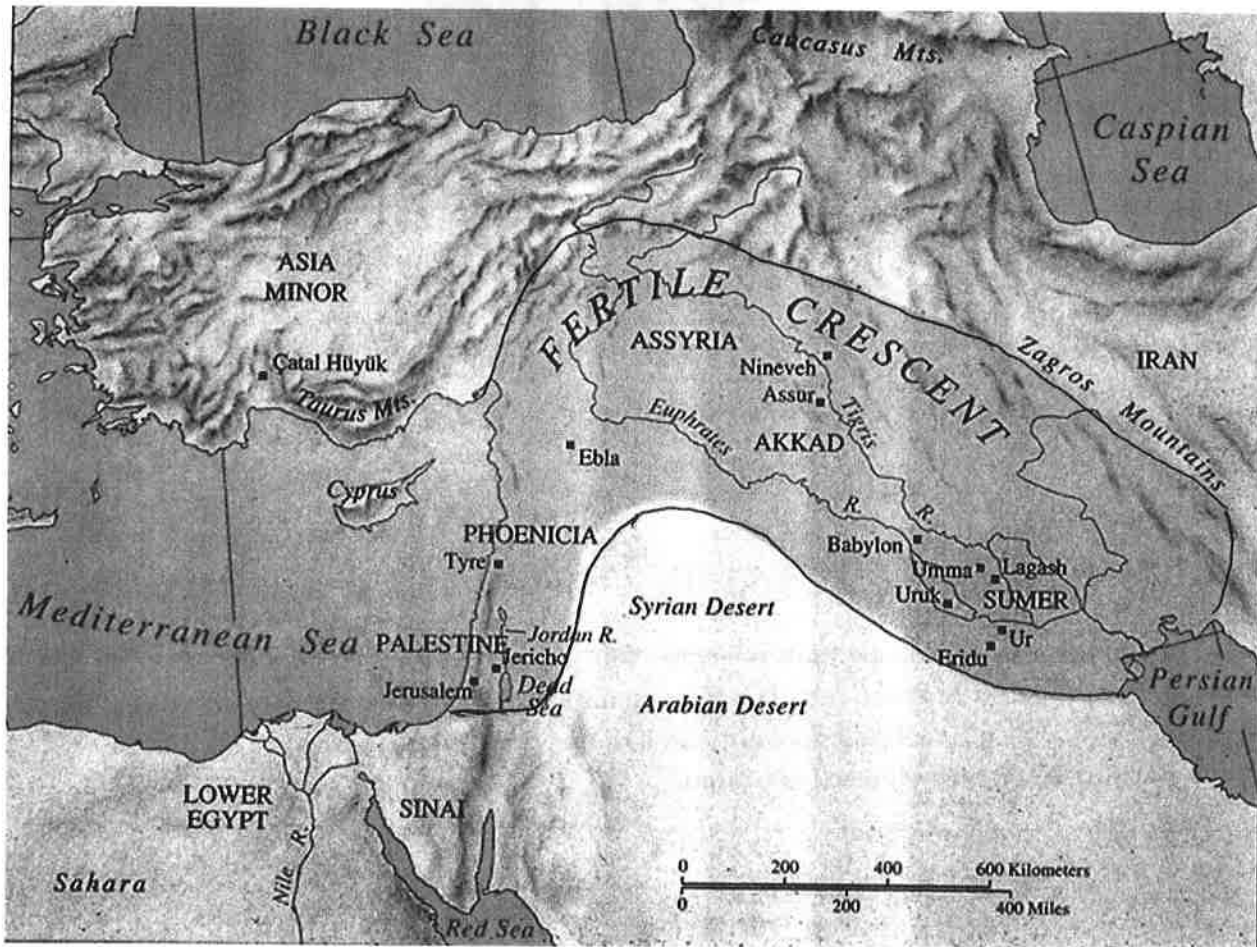 Black Sea
Caucasus Mts.
Caspian
Sea
ASIA
MINOR
FERTILE CRESCENT
ASSYRIA
Zagros Mountains
IRAN
Çatal Hüyük
Nineveh
Taurus Mts.
Assur
Tigris R.
Euphrates R.
AKKAD
Ebla
Cyprus
PHOENICIA
Tyre
Babylon
Umma
Lagash
Uruk
SUMER
Mediterranean Sea
Syrian Desert
Jordan R.
PALESTINE
Jericho
Ur
Eridu
Jerusalem
Dead
Sea
Arabian Desert
Persian
Gulf
LOWER
EGYPT
SINAI
Nile R.
Sahara
Red Sea
0 200 400 600 Kilometers
0 200 400 Miles